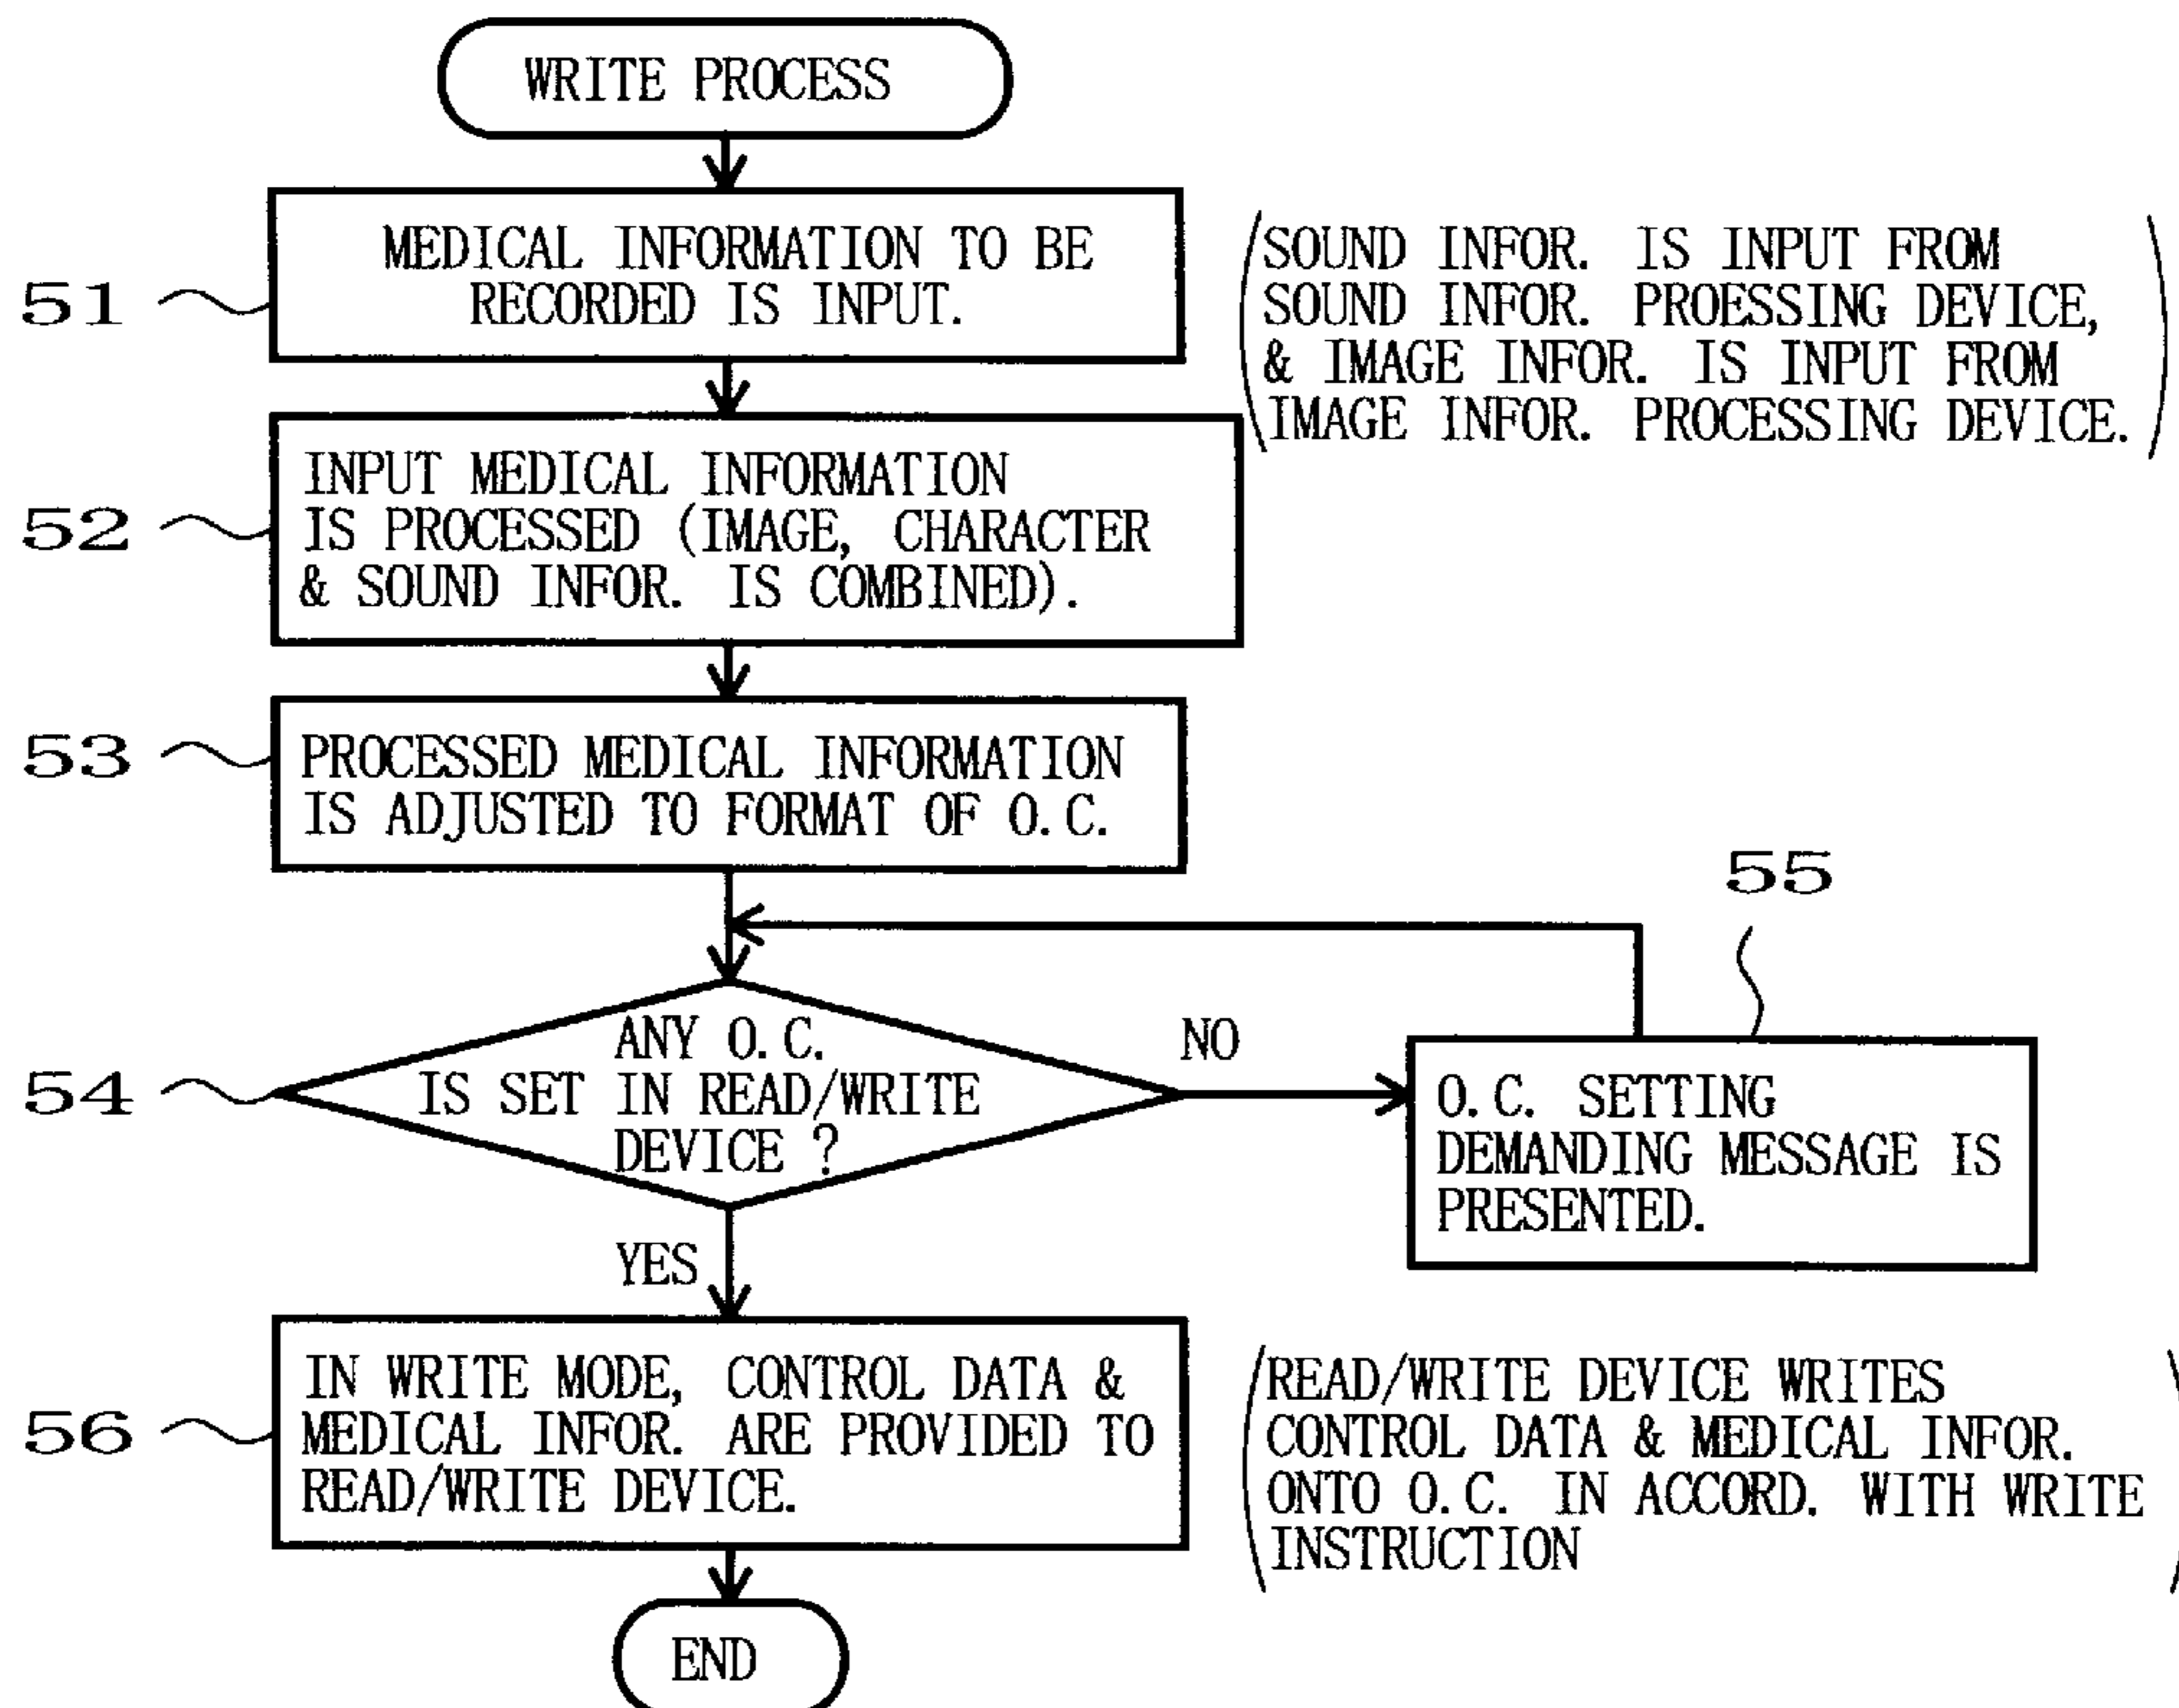 WRITE PROCESS
51
MEDICAL INFORMATION TO BE
RECORDED IS INPUT.
(SOUND INFOR. IS INPUT FROM
SOUND INFOR. PROESSING DEVICE,
& IMAGE INFOR. IS INPUT FROM
IMAGE INFOR. PROCESSING DEVICE.)
52
INPUT MEDICAL INFORMATION
IS PROCESSED (IMAGE, CHARACTER
& SOUND INFOR. IS COMBINED).
53
PROCESSED MEDICAL INFORMATION
IS ADJUSTED TO FORMAT OF O.C.
54
ANY O.C.
IS SET IN READ/WRITE
DEVICE ?
NO
55
O.C. SETTING
DEMANDING MESSAGE IS
PRESENTED.
YES
56
IN WRITE MODE, CONTROL DATA &
MEDICAL INFOR. ARE PROVIDED TO
READ/WRITE DEVICE.
(READ/WRITE DEVICE WRITES
CONTROL DATA & MEDICAL INFOR.
ONTO O.C. IN ACCORD. WITH WRITE
INSTRUCTION)
END